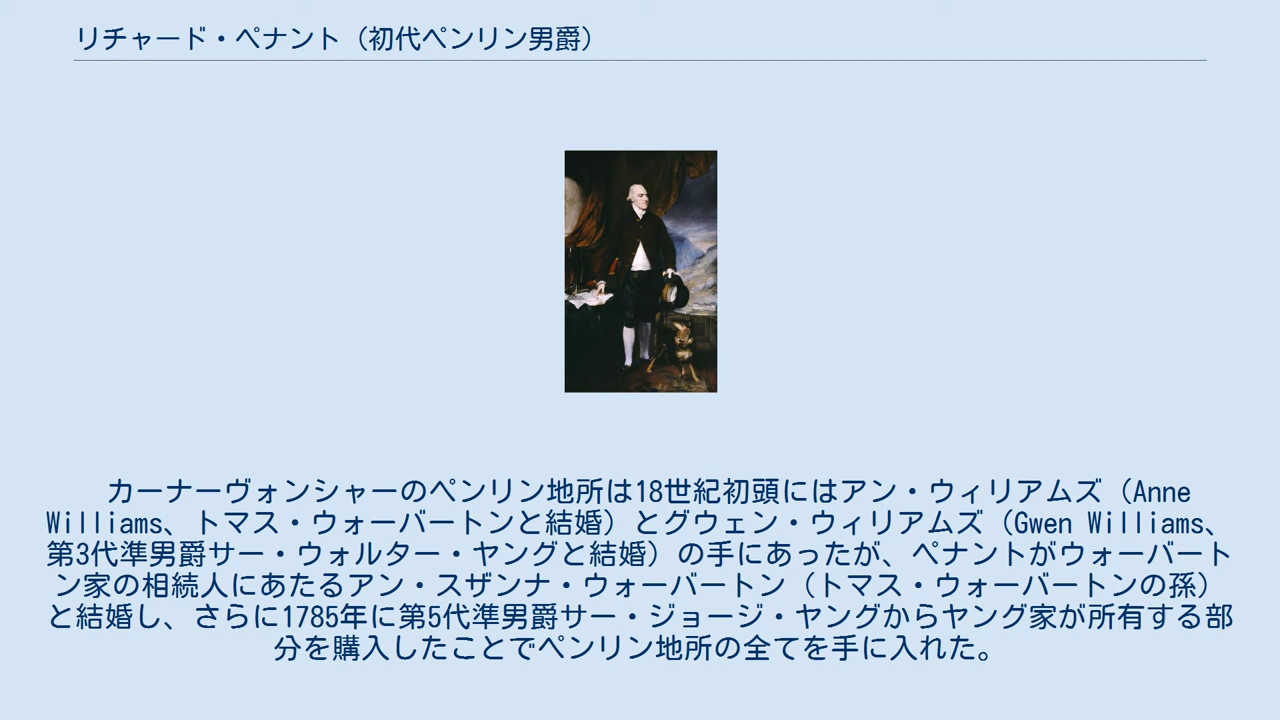 リチャード・ペナント（初代ペンリン男爵）
カーナーヴォンシャーのペンリン地所は18世紀初頭にはアン・ウィリアムズ（Anne
Williams、トマス・ウォーバートンと結婚）とグウェン・ウィリアムズ（Gwen Williams、
第3代準男爵サー・ウォルター・ヤングと結婚）の手にあったが、ペナントがウォーバート
ン家の相続人にあたるアン・スザンナ・ウォーバートン（トマス・ウォーバートンの孫）
と結婚し、さらに1785年に第5代準男爵サー・ジョージ・ヤングからヤング家が所有する部
分を購入したことでペンリン地所の全てを手に入れた。